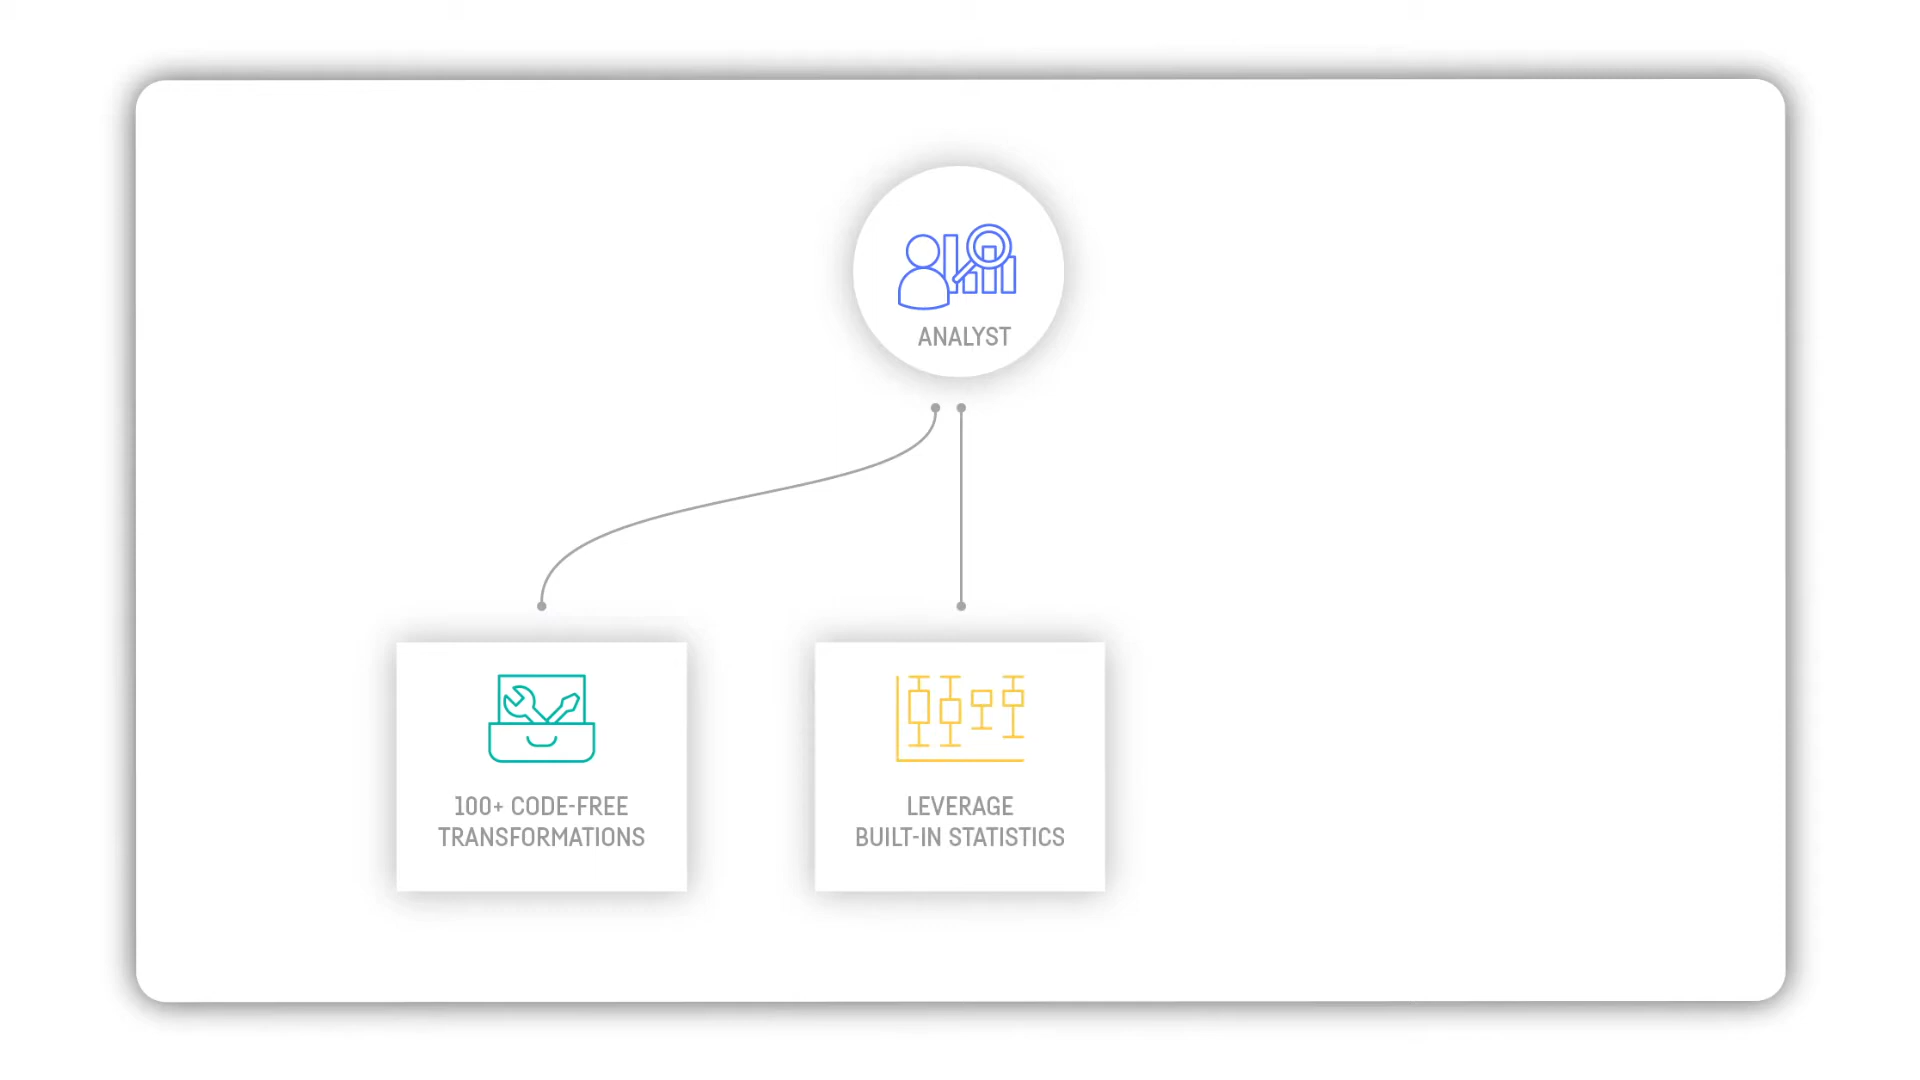 ANALYST
100+ CODE-FREE
TRANSFORMATIONS
LEVERAGE
BUILT-IN STATISTICS